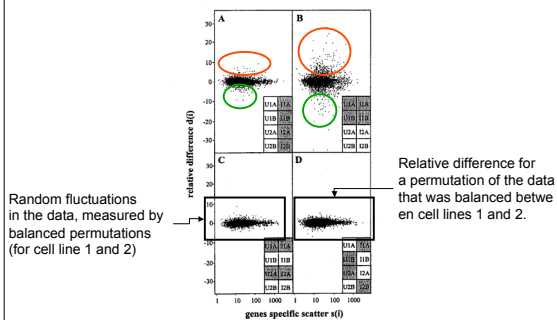 A
B
30
20
10
0
-10
-20
-30
U1A I1A
U1B I1B
U2A I2A
U2B I2B
U1A I1A
U1B I1B
U2A I2A
U2B I2B
relative difference d(i)
C
D
30
20
10
0
-10
-20
-30
U1A I1A
U1B I1B
U2A I2A
U2B I2B
U1A I1A
U1B I1B
U2A I2A
U2B I2B
1 10 100 1000
1 10 100 1000
genes specific scatter s(i)
Random fluctuations
in the data, measured by
balanced permutations
(for cell line 1 and 2)
Relative difference for
a permutation of the data
that was balanced betwe
en cell lines 1 and 2.